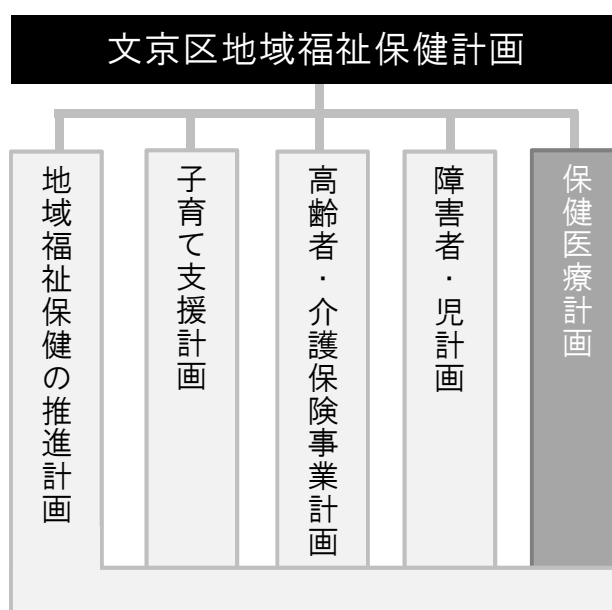 文京区地域福祉保健計画
地域福祉保健の推進計画
子育て支援計画
高齢者・介護保険事業計画
障害者・児計画
保健医療計画